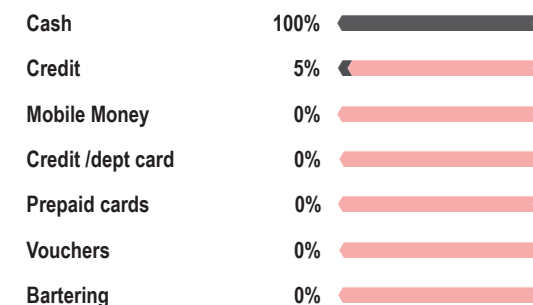 Cash 100%
Credit 5%
Mobile Money 0%
Credit /dept card 0%
Prepaid cards 0%
Vouchers 0%
Bartering 0%